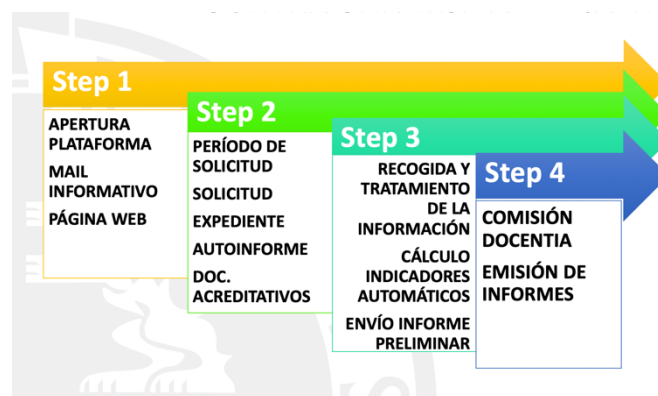 Step 1
APERTURA
PLATAFORMA
MAIL
INFORMATIVO
PÁGINA WEB
Step 2
PERÍODO DE
SOLICITUD
SOLICITUD
EXPEDIENTE
AUTOINFORME
DOC.
ACREDITATIVOS
Step 3
RECOGIDA Y
TRATAMIENTO
DE LA
INFORMACIÓN
CÁLCULO
INDICADORES
AUTOMÁTICOS
ENVÍO INFORME
PRELIMINAR
Step 4
COMISIÓN
DOCENTIA
EMISIÓN DE
INFORMES